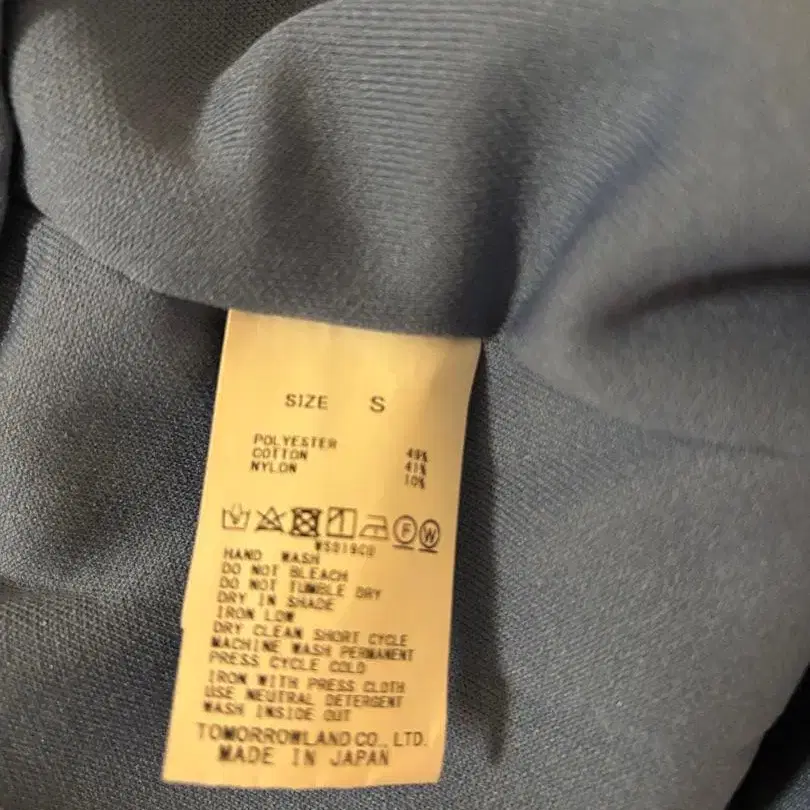 SIZE S
POLYESTER 49%
COTTON 41%
NYLON 10%
F W
HAND WASH
DO NOT BLEACH
DO NOT TUMBLE DRY
DRY IN SHADE
IRON LOW
DRY CLEAN SHORT CYCLE
MACHINE WASH PERMANENT
PRESS CYCLE COLD
IRON WITH PRESS CLOTH
USE NEUTRAL DETERGENT
WASH INSIDE OUT
TOMORROWLAND CO., LTD.
MADE IN JAPAN